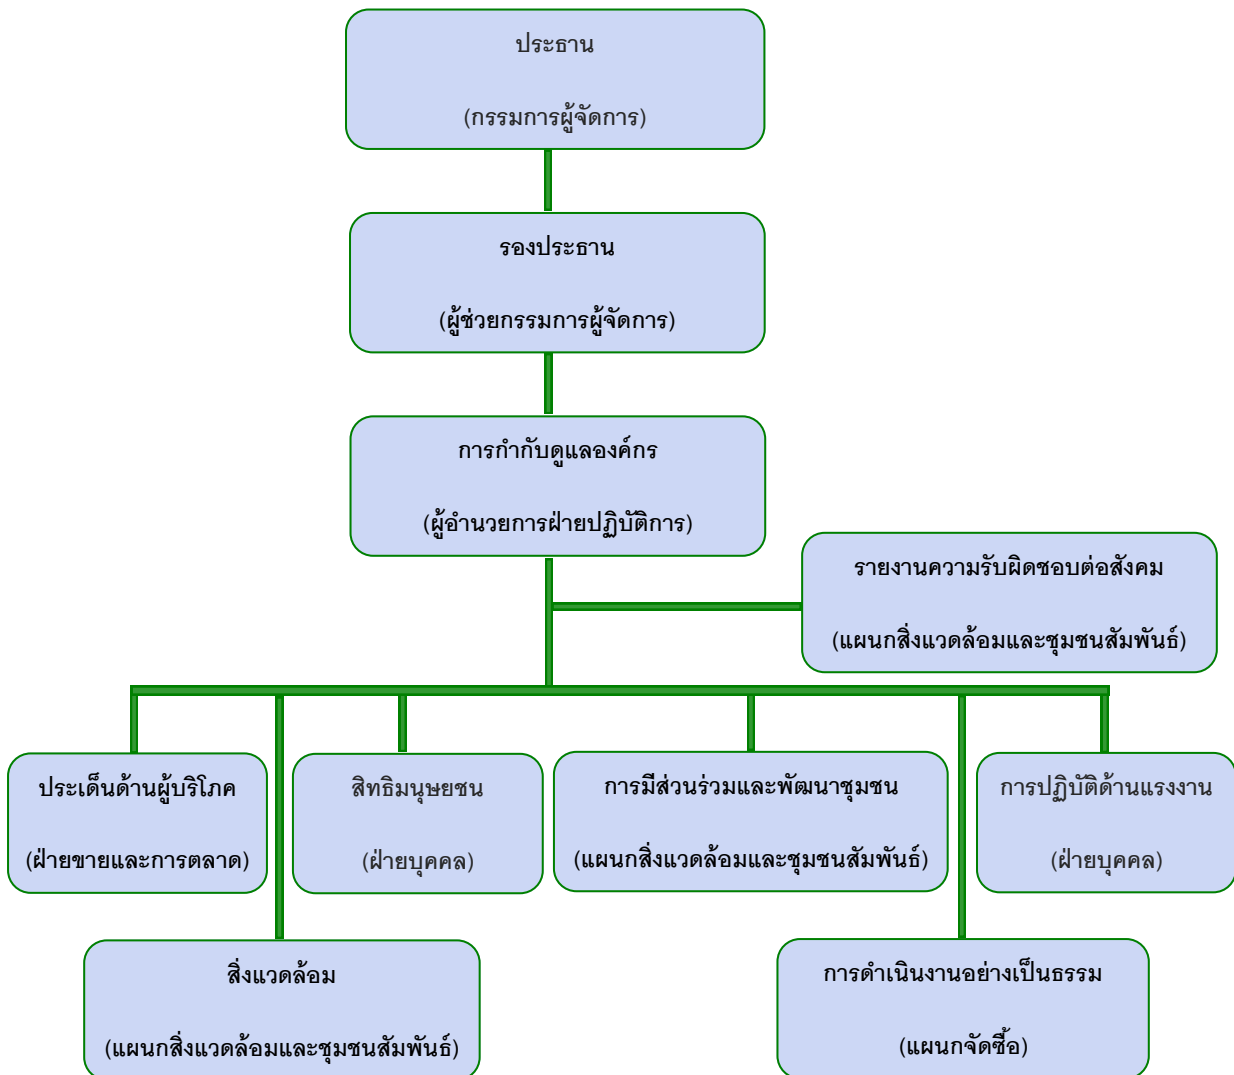 ประธาน
(กรรมการผู้จัดการ)
รองประธาน
(ผู้ช่วยกรรมการผู้จัดการ)
การกำกับดูแลองค์กร
(ผู้อำนวยการฝ่ายปฏิบัติการ)
รายงานความรับผิดชอบต่อสังคม
(แผนกสิ่งแวดล้อมและชุมชนสัมพันธ์)
ประเด็นด้านผู้บริโภค
(ฝ่ายขายและการตลาด)
สิทธิมนุษยชน
(ฝ่ายบุคคล)
การมีส่วนร่วมและพัฒนาชุมชน
(แผนกสิ่งแวดล้อมและชุมชนสัมพันธ์)
การปฏิบัติด้านแรงงาน
(ฝ่ายบุคคล)
สิ่งแวดล้อม
(แผนกสิ่งแวดล้อมและชุมชนสัมพันธ์)
การดำเนินงานอย่างเป็นธรรม
(แผนกจัดซื้อ)